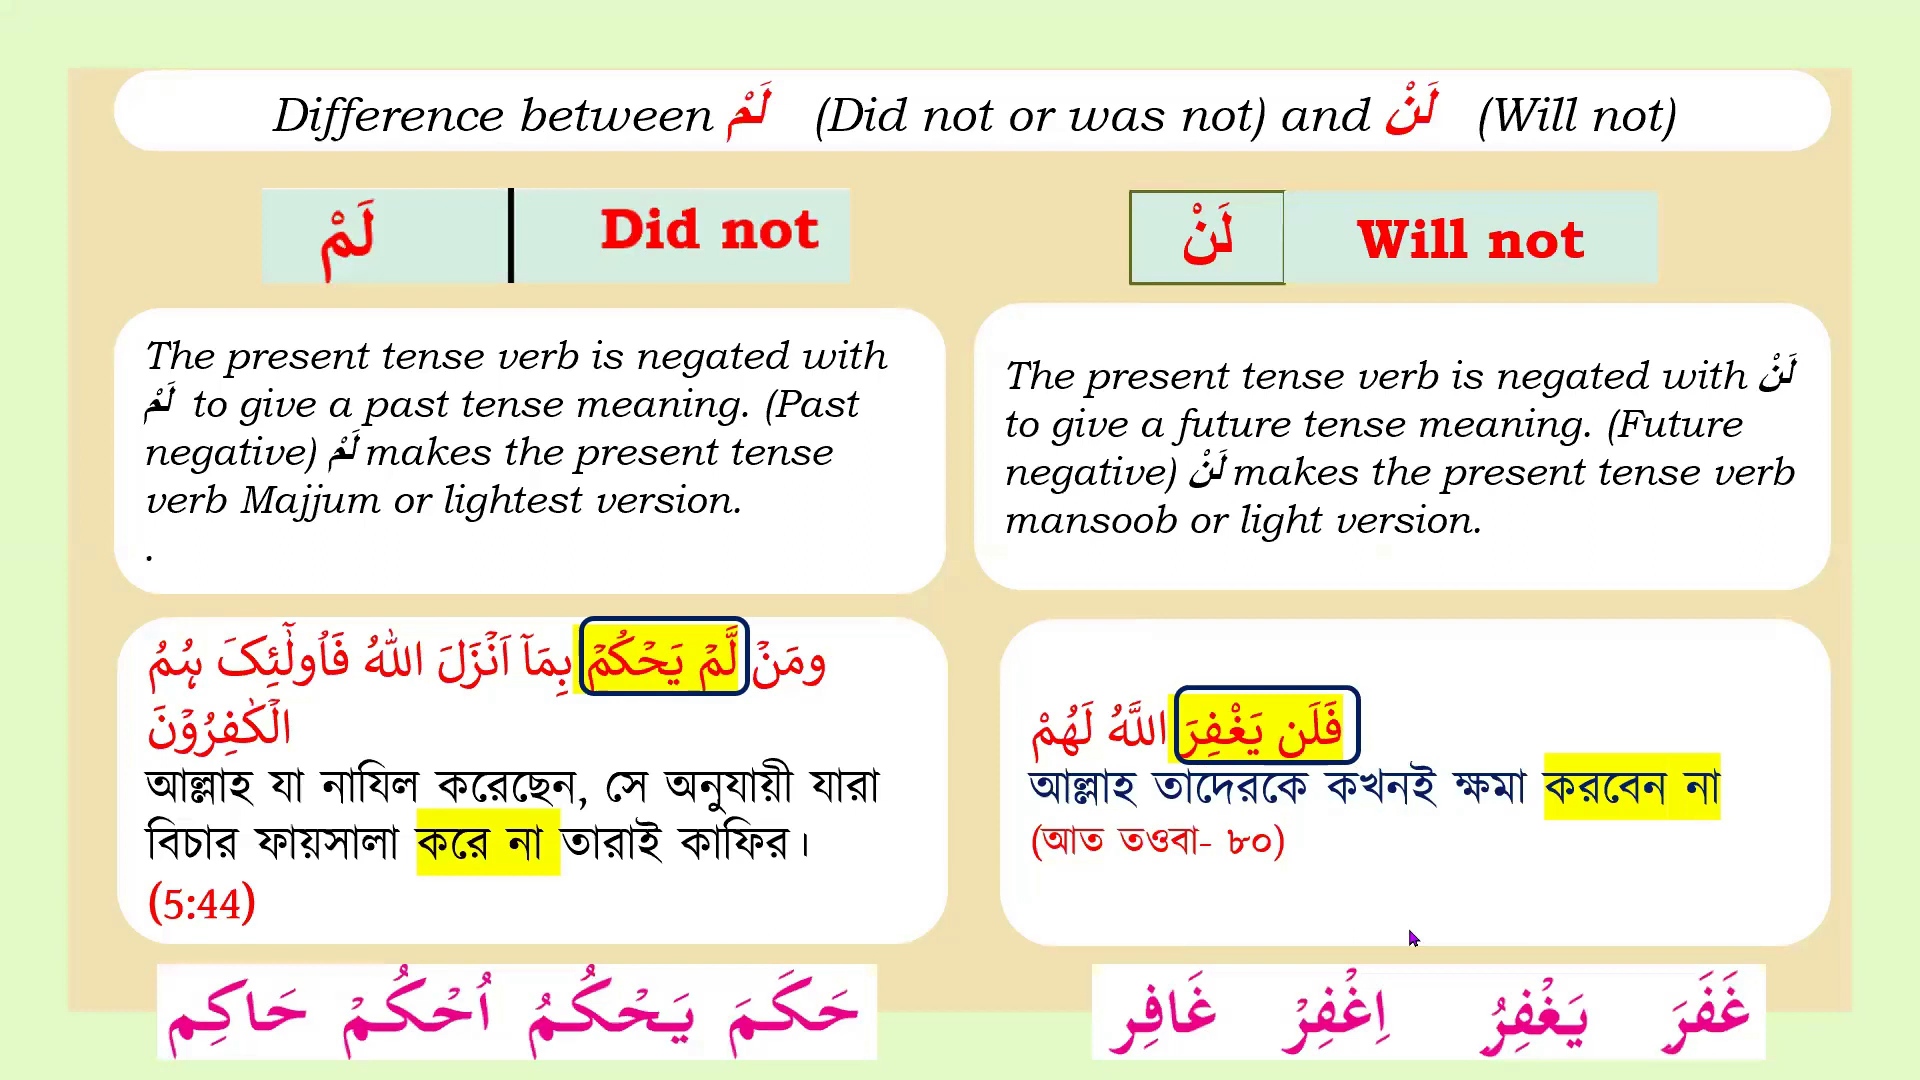 Difference between لَمْ (Did not or was not) and لَنْ (Will not)
لَمْ Did not
لَنْ Will not
The present tense verb is negated with
لَمْ to give a past tense meaning. (Past
negative) لَمْ makes the present tense
verb Majjum or lightest version.
.
The present tense verb is negated with لَنْ
to give a future tense meaning. (Future
negative) لَنْ makes the present tense verb
mansoob or light version.
ومَنۡ لَّمۡ یَحۡکُمۡ بِمَاۤ اَنۡزَلَ اللّٰہُ فَاُولٰٓئِکَ ہُمُ
الۡکٰفِرُوۡنَ
আল্লাহ যা নাযিল করেছেন, সে অনুযায়ী যারা
বিচার ফায়সালা করে না তারাই কাফির।
(5:44)
فَلَن يَغْفِرَ اللَّهُ لَهُمْ
আল্লাহ তাদেরকে কখনই ক্ষমা করবেন না
(আত তওবা- ৮০)
حَكَمَ يَحْكُمُ اُحْكُمْ حَاكِم
غَفَرَ يَغْفِرُ اِغْفِرْ غَافِر